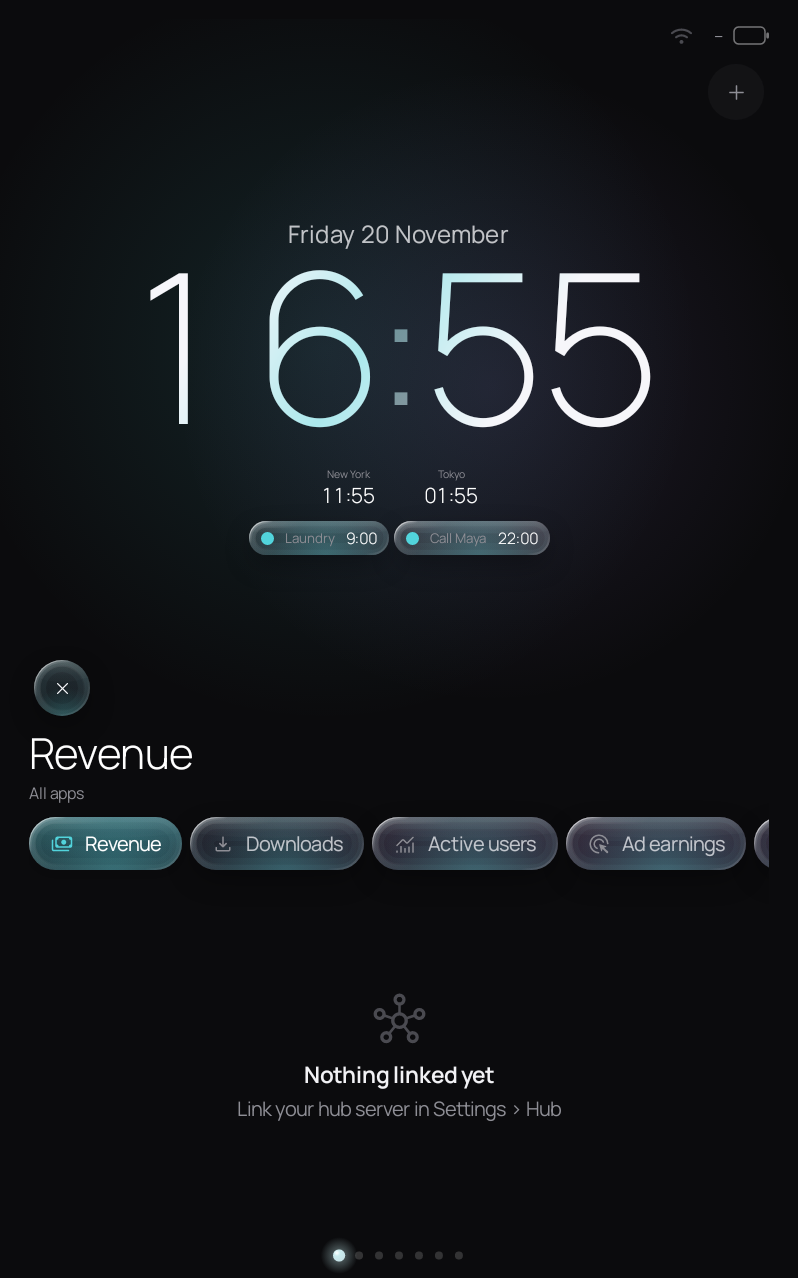 –
Friday 20 November
16:55
New York Tokyo
11:55 01:55
Laundry 9:00 Call Maya 22:00
Revenue
All apps
Revenue Downloads Active users Ad earnings
Nothing linked yet
Link your hub server in Settings > Hub